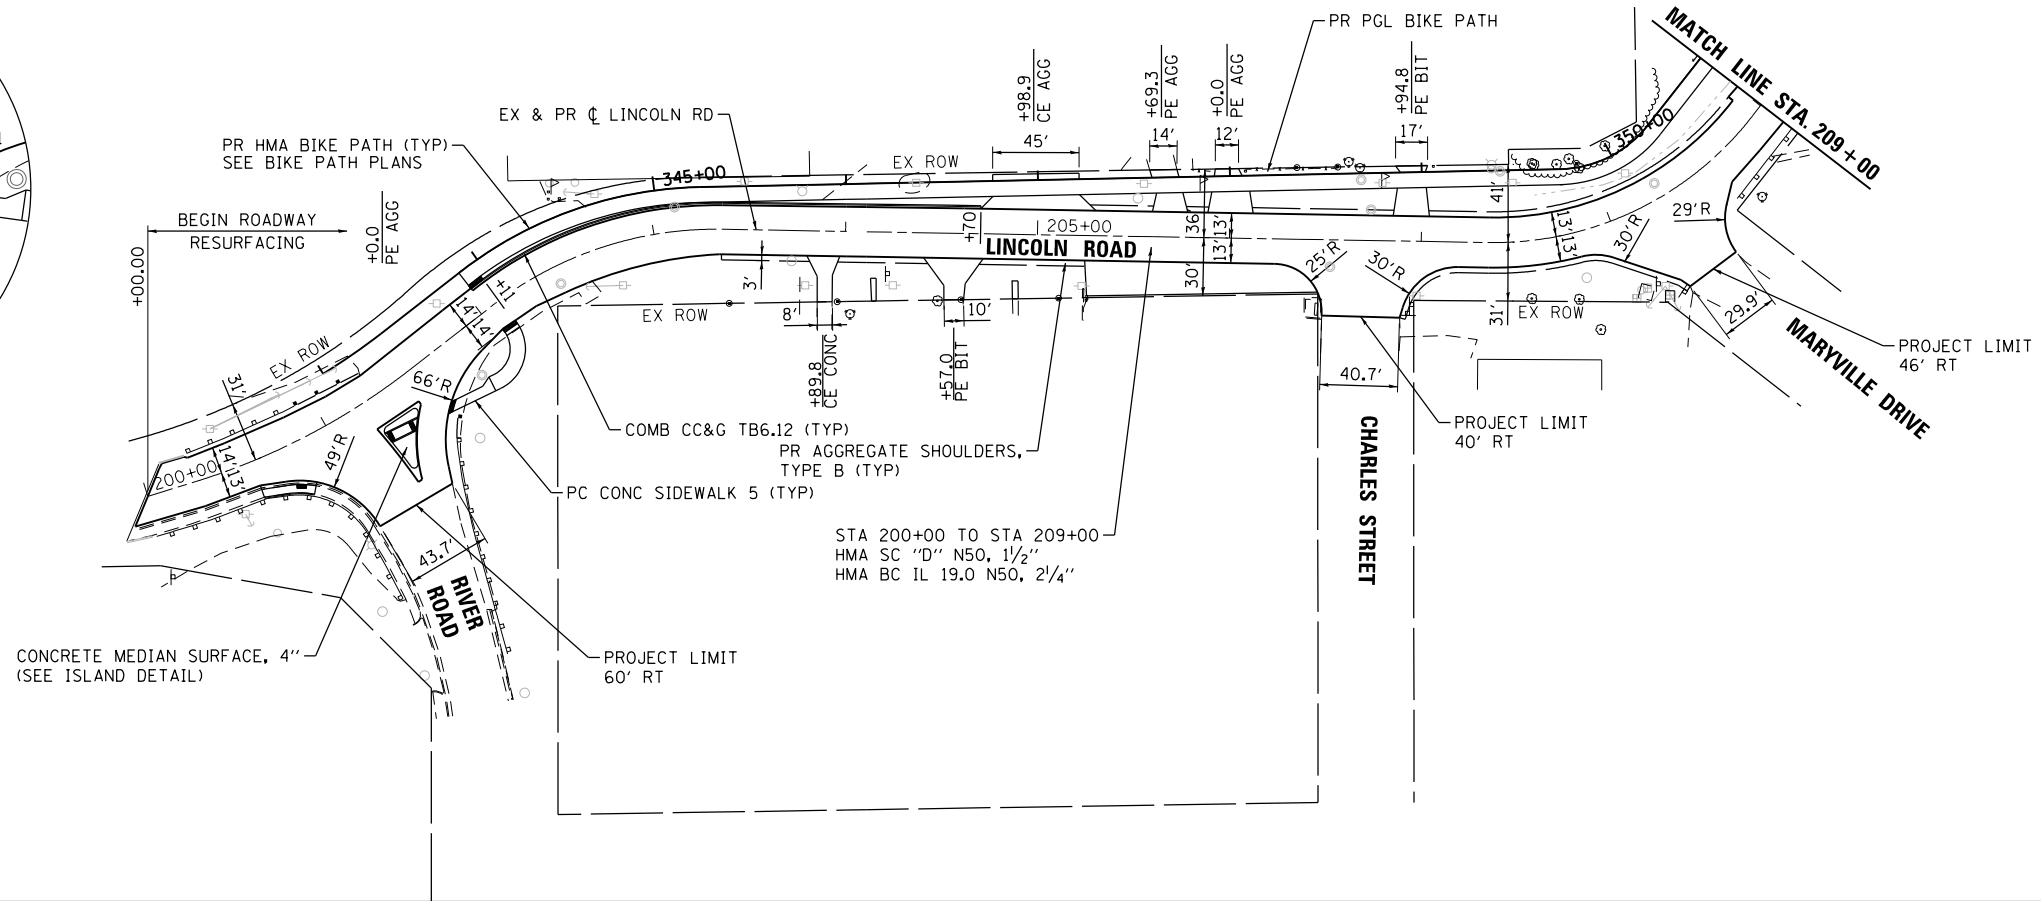 PR PGL BIKE PATH
MATCH LINE STA. 209+00
EX & PR ℄ LINCOLN RD
PR HMA BIKE PATH (TYP)
SEE BIKE PATH PLANS
+98.9
CE AGG
45'
+69.3
PE AGG
14'
+0.0
PE AGG
12'
+94.8
PE BIT
17'
EX ROW
345+00
350+00
BEGIN ROADWAY
RESURFACING
+0.0
PE AGG
+00.00
+70
205+00
LINCOLN ROAD
36'
13'
13'
30'
41'
31'
13'
13'
29'R
30'R
25'R
30'R
+11
14'
14'
3'
EX ROW
8'
10'
EX ROW
29.9'
EX ROW
31'
66'R
49'R
+89.8
CE CONC
+57.0
PE BIT
40.7'
PROJECT LIMIT
46' RT
MARYVILLE DRIVE
COMB CC&G TB6.12 (TYP)
PROJECT LIMIT
40' RT
PR AGGREGATE SHOULDERS,
TYPE B (TYP)
CHARLES STREET
200+00
14'
13'
PC CONC SIDEWALK 5 (TYP)
STA 200+00 TO STA 209+00
HMA SC "D" N50, 1 1/2"
HMA BC IL 19.0 N50, 2 1/4"
43.7'
RIVER
ROAD
CONCRETE MEDIAN SURFACE, 4"
(SEE ISLAND DETAIL)
PROJECT LIMIT
60' RT